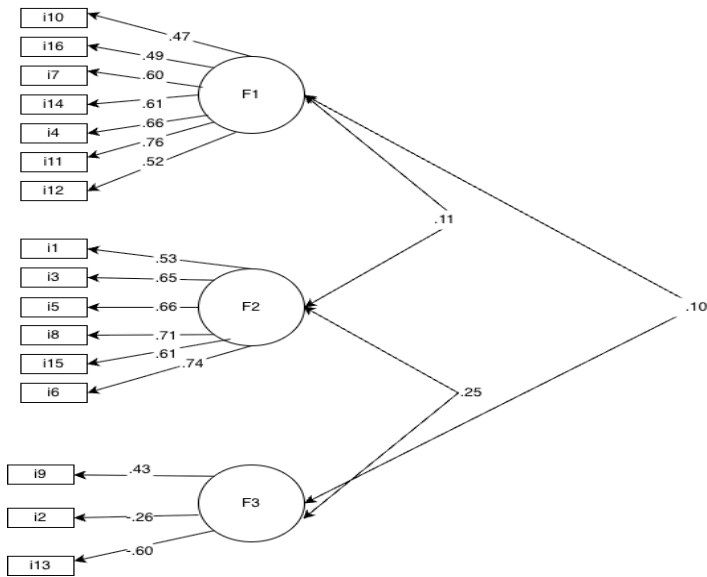 i10
.47
i16
.49
i7
.60
F1
i14
.61
i4
.66
i11
.76
i12
.52
.11
i1
.53
i3
.65
i5
.66
F2
.10
i8
.71
i15
.61
i6
.74
.25
i9
.43
F3
i2
-.26
i13
-.60